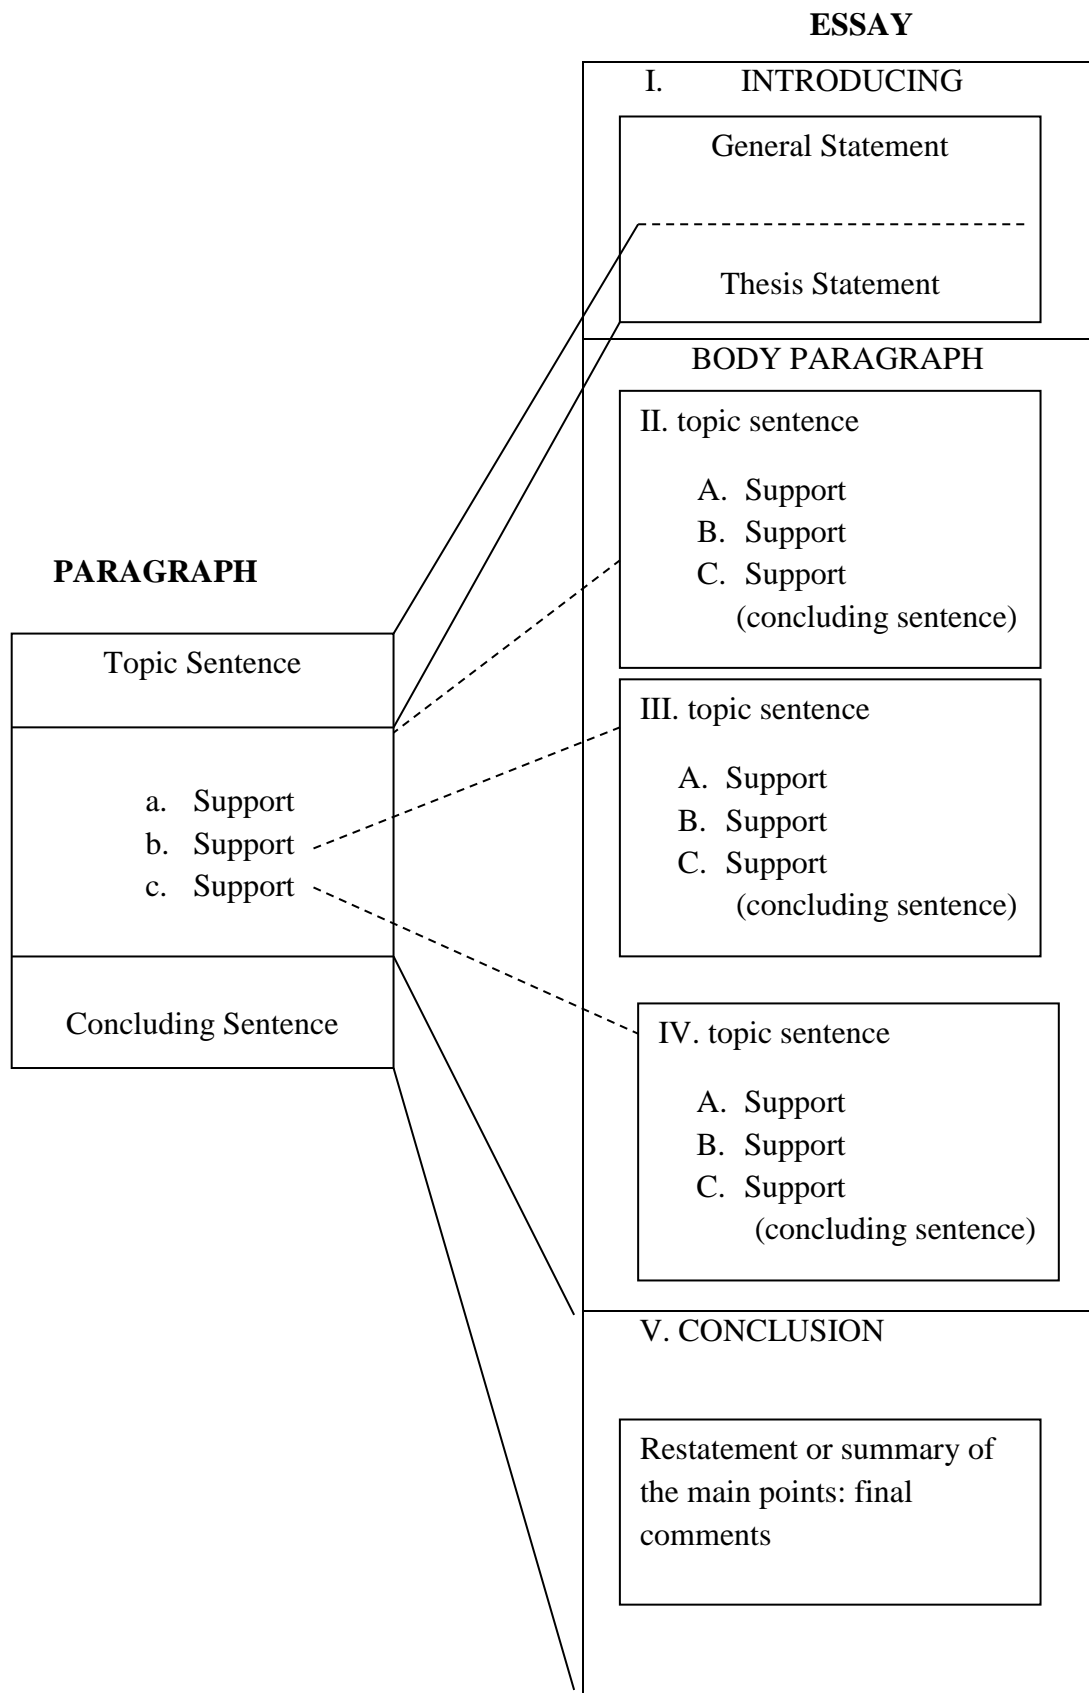 ESSAY
I. INTRODUCING
General Statement
Thesis Statement
BODY PARAGRAPH
II. topic sentence
A. Support
B. Support
C. Support
(concluding sentence)
PARAGRAPH
Topic Sentence
a. Support
b. Support
c. Support
Concluding Sentence
III. topic sentence
A. Support
B. Support
C. Support
(concluding sentence)
IV. topic sentence
A. Support
B. Support
C. Support
(concluding sentence)
V. CONCLUSION
Restatement or summary of
the main points: final
comments